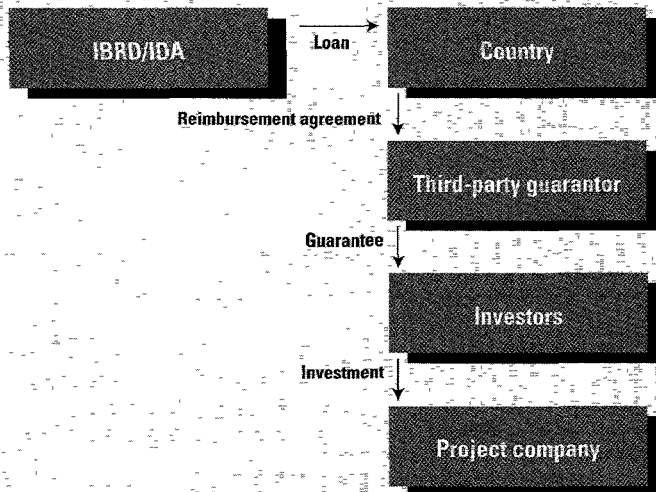 IBRD/IDA
Loan
Country
Reimbursement agreement
Third-party guarantor
Guarantee
Investors
Investment
Project company